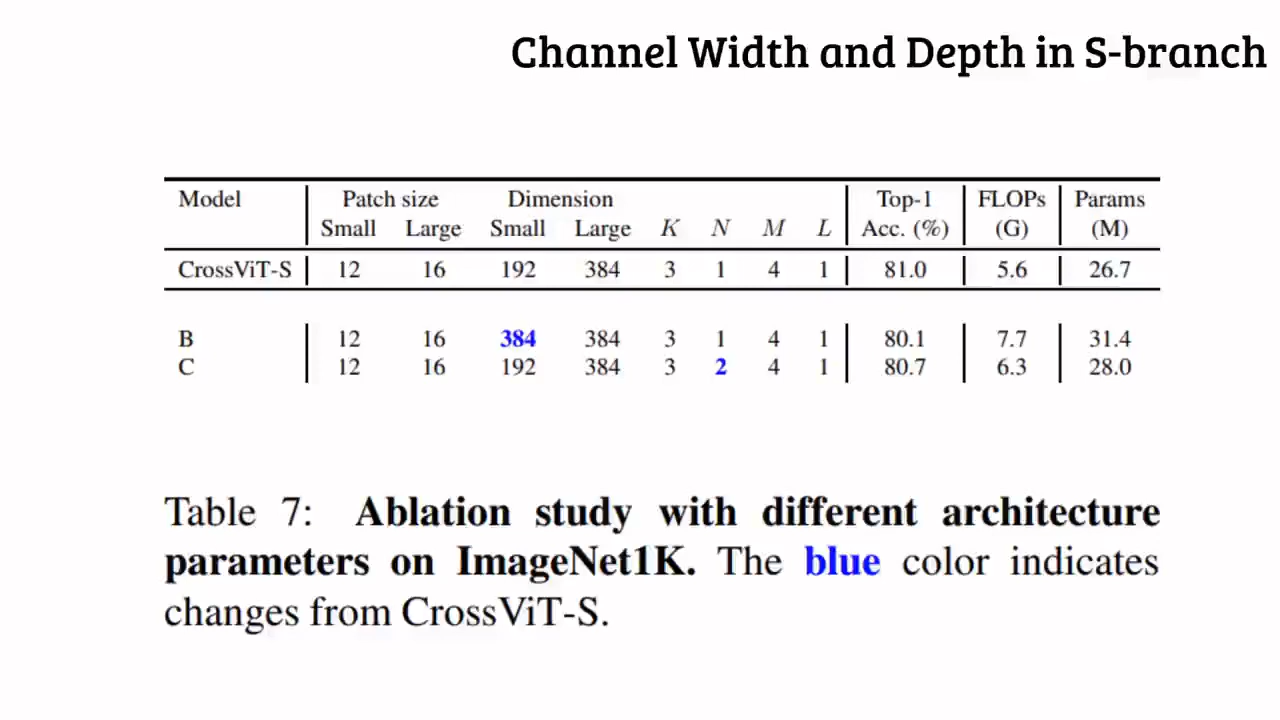 Channel Width and Depth in S-branch
Model Patch size Dimension Top-1 FLOPs Params
Small Large Small Large K N M L Acc. (%) (G) (M)
CrossViT-S 12 16 192 384 3 1 4 1 81.0 5.6 26.7
B 12 16 384 384 3 1 4 1 80.1 7.7 31.4
C 12 16 192 384 3 2 4 1 80.7 6.3 28.0
Table 7: Ablation study with different architecture
parameters on ImageNet1K. The blue color indicates
changes from CrossViT-S.